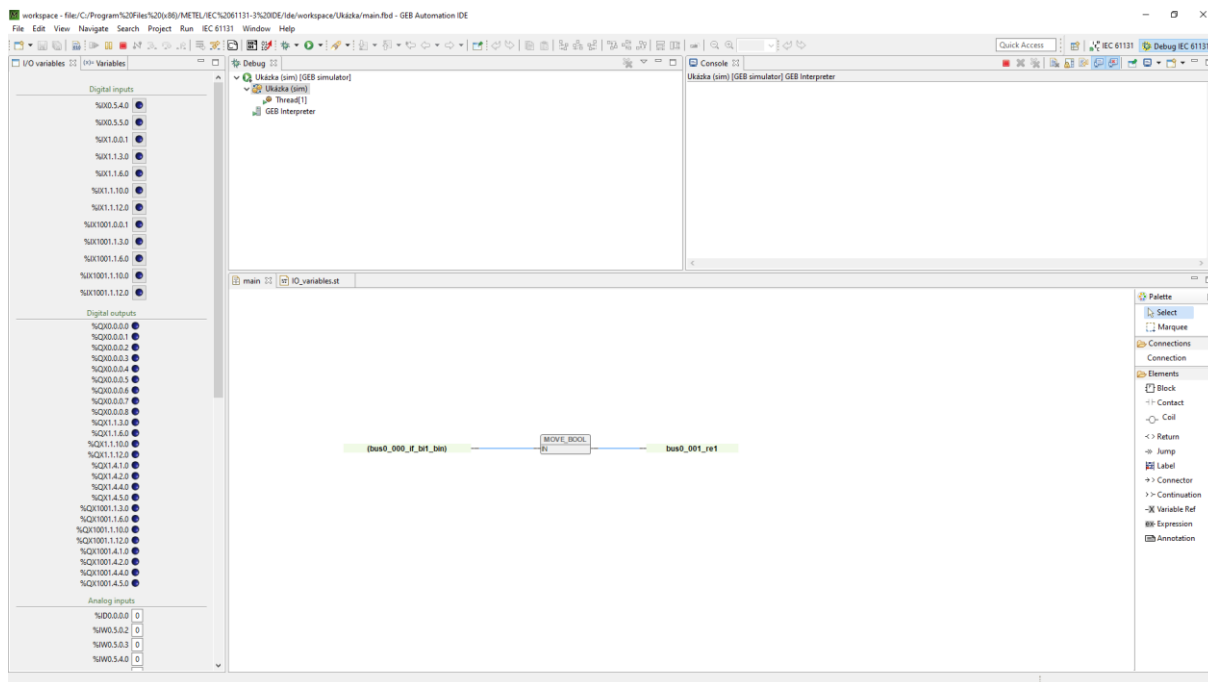 workspace - file:/C:/Program%20Files%20(x86)/METEL/IEC%2061131-3%20IDE/Ide/workspace/Ukázka/main.fbd - GEB Automation IDE
File Edit View Navigate Search Project Run IEC 61131 Window Help
Quick Access IEC 61131 Debug IEC 61131
I/O variables Variables
Digital inputs
%IX0.5.4.0
%IX0.5.5.0
%IX1.0.0.1
%IX1.1.3.0
%IX1.1.6.0
%IX1.1.10.0
%IX1.1.12.0
%IX1001.0.0.1
%IX1001.1.3.0
%IX1001.1.6.0
%IX1001.1.10.0
%IX1001.1.12.0
Digital outputs
%QX0.0.0.0
%QX0.0.0.1
%QX0.0.0.2
%QX0.0.0.3
%QX0.0.0.4
%QX0.0.0.5
%QX0.0.0.6
%QX0.0.0.7
%QX0.0.0.8
%QX1.1.3.0
%QX1.1.6.0
%QX1.1.10.0
%QX1.1.12.0
%QX1.4.1.0
%QX1.4.2.0
%QX1.4.4.0
%QX1.4.5.0
%QX1001.1.3.0
%QX1001.1.6.0
%QX1001.1.10.0
%QX1001.1.12.0
%QX1001.4.1.0
%QX1001.4.2.0
%QX1001.4.4.0
%QX1001.4.5.0
Analog inputs
%ID0.0.0.0 0
%IW0.5.0.2 0
%IW0.5.0.3 0
%IW0.5.4.0 0
Debug
Ukázka (sim) [GEB simulator]
Ukázka (sim)
Thread[1]
GEB Interpreter
Console
Ukázka (sim) [GEB simulator] GEB Interpreter
main IO_variables.st
MOVE_BOOL
(bus0_000_if_bi1_bin) IN bus0_001_re1
Palette
Select
Marquee
Connections
Connection
Elements
Block
Contact
Coil
Return
Jump
Label
Connector
Continuation
Variable Ref
Expression
Annotation